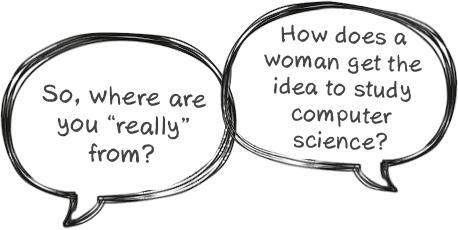 So, where are
you “really”
from?
How does a
woman get the
idea to study
computer
science?